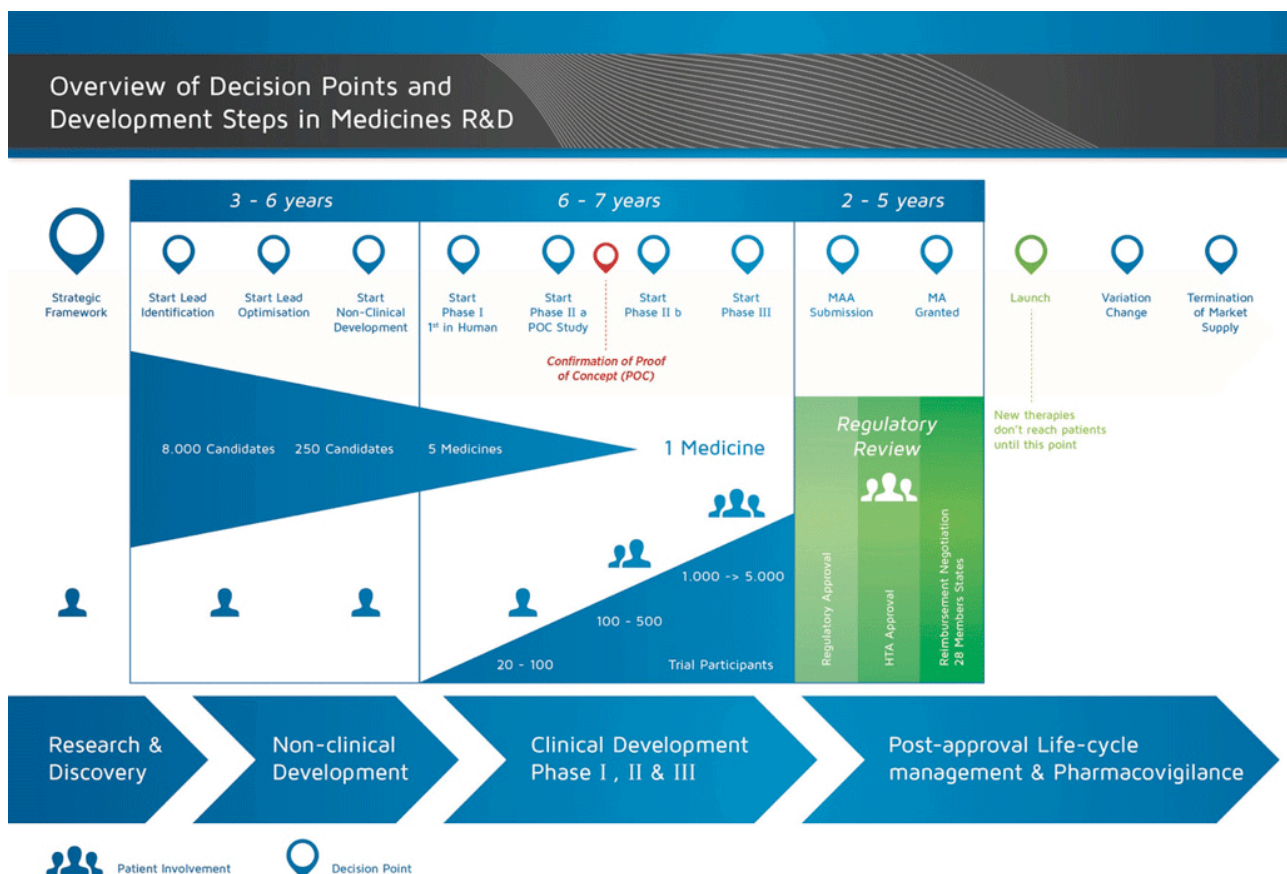 Overview of Decision Points and
Development Steps in Medicines R&D
3 - 6 years
6 - 7 years
2 - 5 years
Strategic
Framework
Start Lead
Identification
Start Lead
Optimisation
Start
Non-Clinical
Development
Start
Phase I
1st in Human
Start
Phase II a
POC Study
Start
Phase II b
Start
Phase III
MAA
Submission
MA
Granted
Launch
Variation
Change
Termination
of Market
Supply
Confirmation of Proof
of Concept (POC)
New therapies
don't reach patients
until this point
8.000 Candidates
250 Candidates
5 Medicines
1 Medicine
Regulatory
Review
1.000 -> 5.000
100 - 500
20 - 100
Trial Participants
Regulatory Approval
HTA Approval
Reimbursement Negotiation
28 Members States
Research &
Discovery
Non-clinical
Development
Clinical Development
Phase I , II & III
Post-approval Life-cycle
management & Pharmacovigilance
Patient Involvement
Decision Point